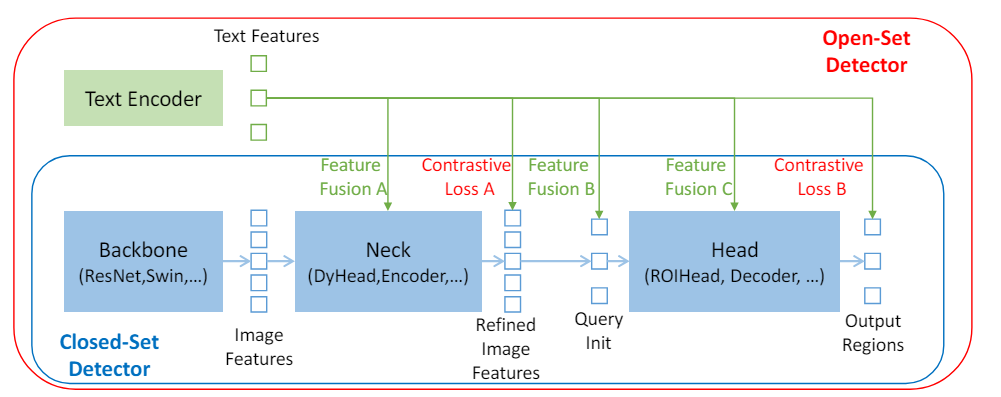 Text Features
Open-Set
Detector
Text Encoder
Feature
Fusion A
Contrastive
Loss A
Feature
Fusion B
Feature
Fusion C
Contrastive
Loss B
Backbone
(ResNet,Swin,...)
Neck
(DyHead,Encoder,...)
Head
(ROIHead, Decoder, ...)
Closed-Set
Detector
Image
Features
Refined
Image
Features
Query
Init
Output
Regions